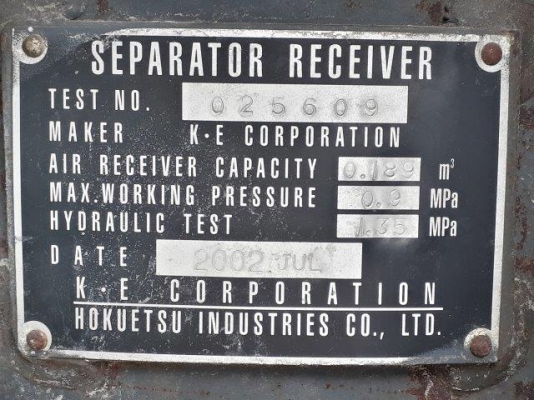 SEPARATOR RECEIVER
TEST NO. 025609
MAKER K·E CORPORATION
AIR RECEIVER CAPACITY 0.189 m³
MAX.WORKING PRESSURE 0.9 MPa
HYDRAULIC TEST 1.35 MPa
DATE 2002 JUL
K·E CORPORATION
HOKUETSU INDUSTRIES CO., LTD.